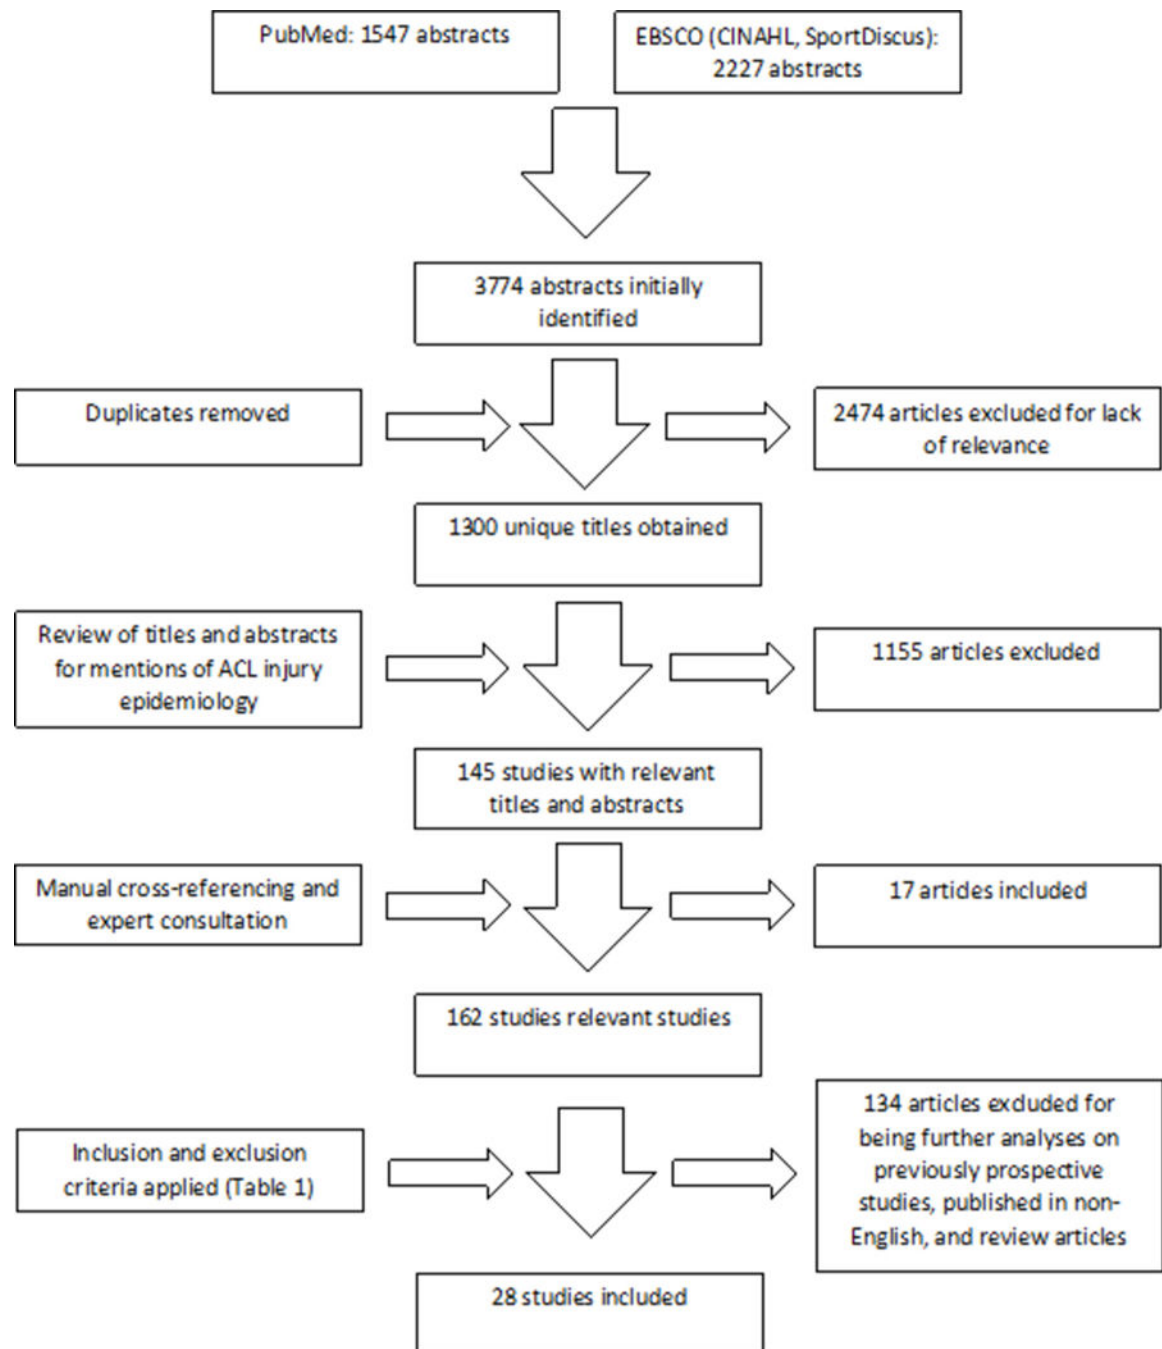 PubMed: 1547 abstracts
EBSCO (CINAHL, SportDiscus):
2227 abstracts
3774 abstracts initially
identified
Duplicates removed
2474 articles excluded for lack
of relevance
1300 unique titles obtained
Review of titles and abstracts
for mentions of ACL injury
epidemiology
1155 articles excluded
145 studies with relevant
titles and abstracts
Manual cross-referencing and
expert consultation
17 articles included
162 studies relevant studies
Inclusion and exclusion
criteria applied (Table 1)
134 articles excluded for
being further analyses on
previously prospective
studies, published in non-
English, and review articles
28 studies included